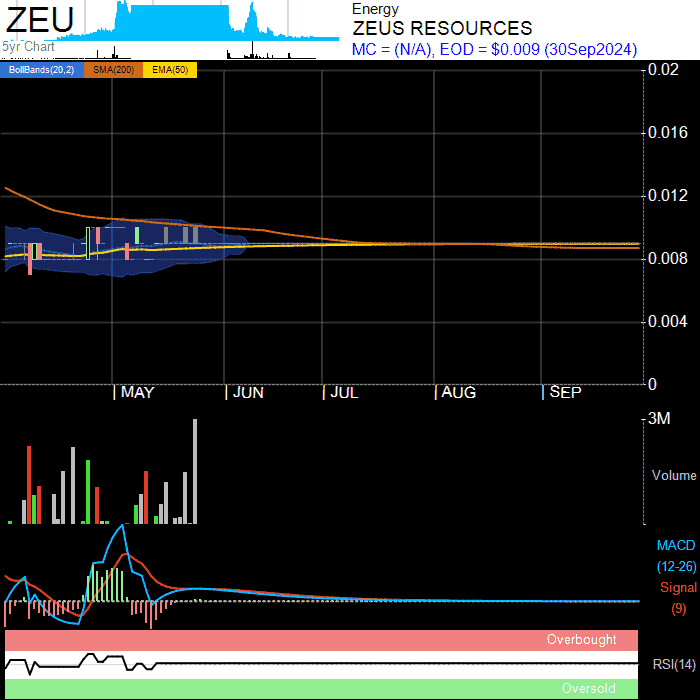 ZEU
Energy
ZEUS RESOURCES
5yr Chart
MC = (N/A), EOD = $0.009 (30Sep2024)
BollBands(20,2) SMA(200) EMA(50)
0.02
0.016
0.012
0.008
0.004
0
MAY JUN JUL AUG SEP
3M
Volume
MACD
(12-26)
Signal
(9)
Overbought
RSI(14)
Oversold